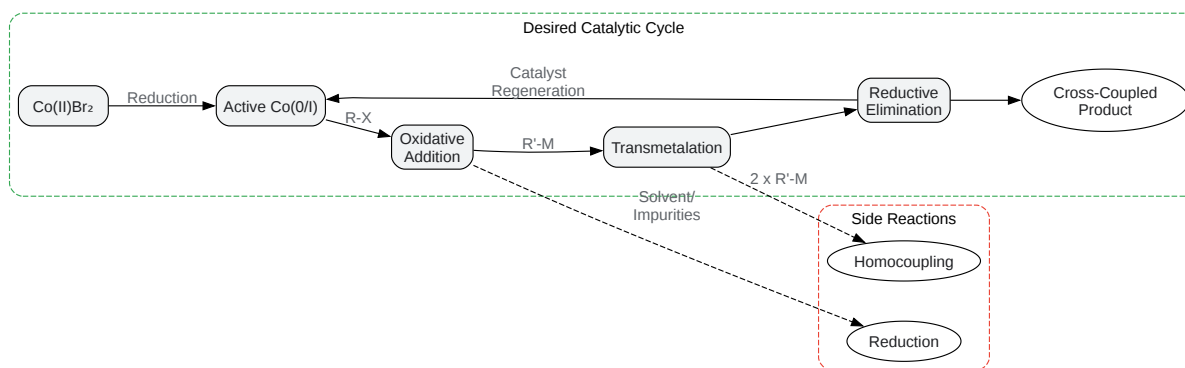 Desired Catalytic Cycle
Catalyst
Regeneration
Co(II)Br₂
Reduction
Active Co(0/I)
R-X
Oxidative
Addition
R'-M
Transmetalation
Reductive
Elimination
Cross-Coupled
Product
Solvent/
Impurities
2 x R'-M
Side Reactions
Homocoupling
Reduction